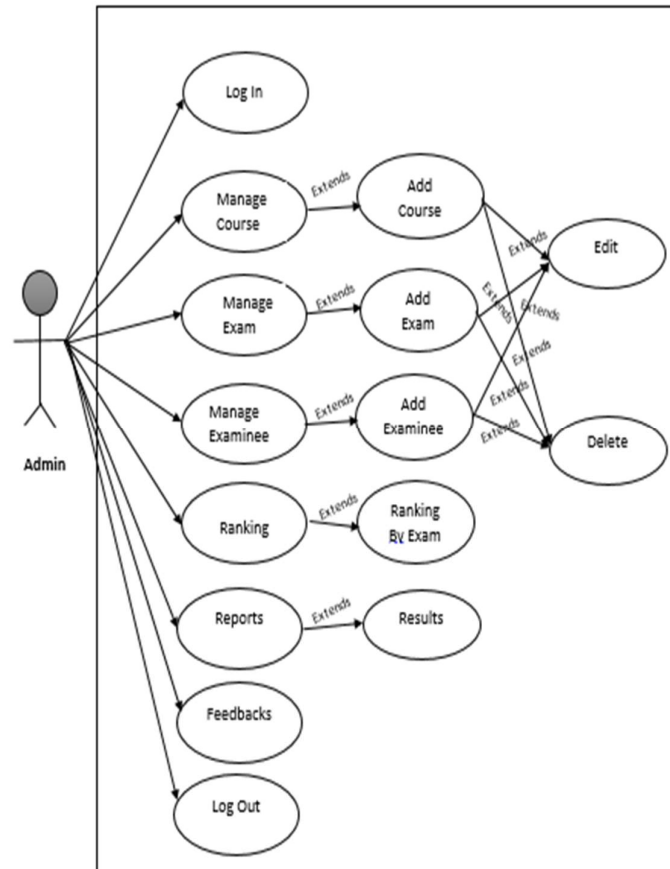 Log In
Manage
Course
Extends
Add
Course
Extends
Edit
Manage
Exam
Extends
Add
Exam
Extends
Extends
Extends
Manage
Examinee
Extends
Add
Examinee
Extends
Extends
Delete
Admin
Ranking
Extends
Ranking
By Exam
Reports
Extends
Results
Feedbacks
Log Out